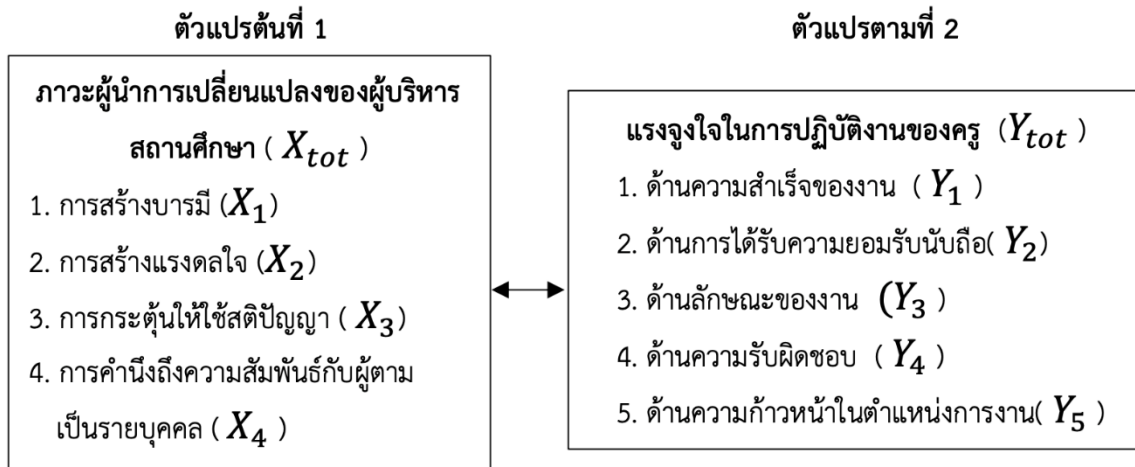 ตัวแปรต้นที่ 1
ภาวะผู้นำการเปลี่ยนแปลงของผู้บริหาร
สถานศึกษา ( X_{tot} )
1. การสร้างบารมี (X_1)
2. การสร้างแรงดลใจ (X_2)
3. การกระตุ้นให้ใช้สติปัญญา ( X_3)
4. การคำนึงถึงความสัมพันธ์กับผู้ตาม
เป็นรายบุคคล ( X_4 )
ตัวแปรตามที่ 2
แรงจูงใจในการปฏิบัติงานของครู (Y_{tot} )
1. ด้านความสำเร็จของงาน ( Y_1 )
2. ด้านการได้รับความยอมรับนับถือ( Y_2)
3. ด้านลักษณะของงาน (Y_3 )
4. ด้านความรับผิดชอบ ( Y_4 )
5. ด้านความก้าวหน้าในตำแหน่งการงาน( Y_5 )